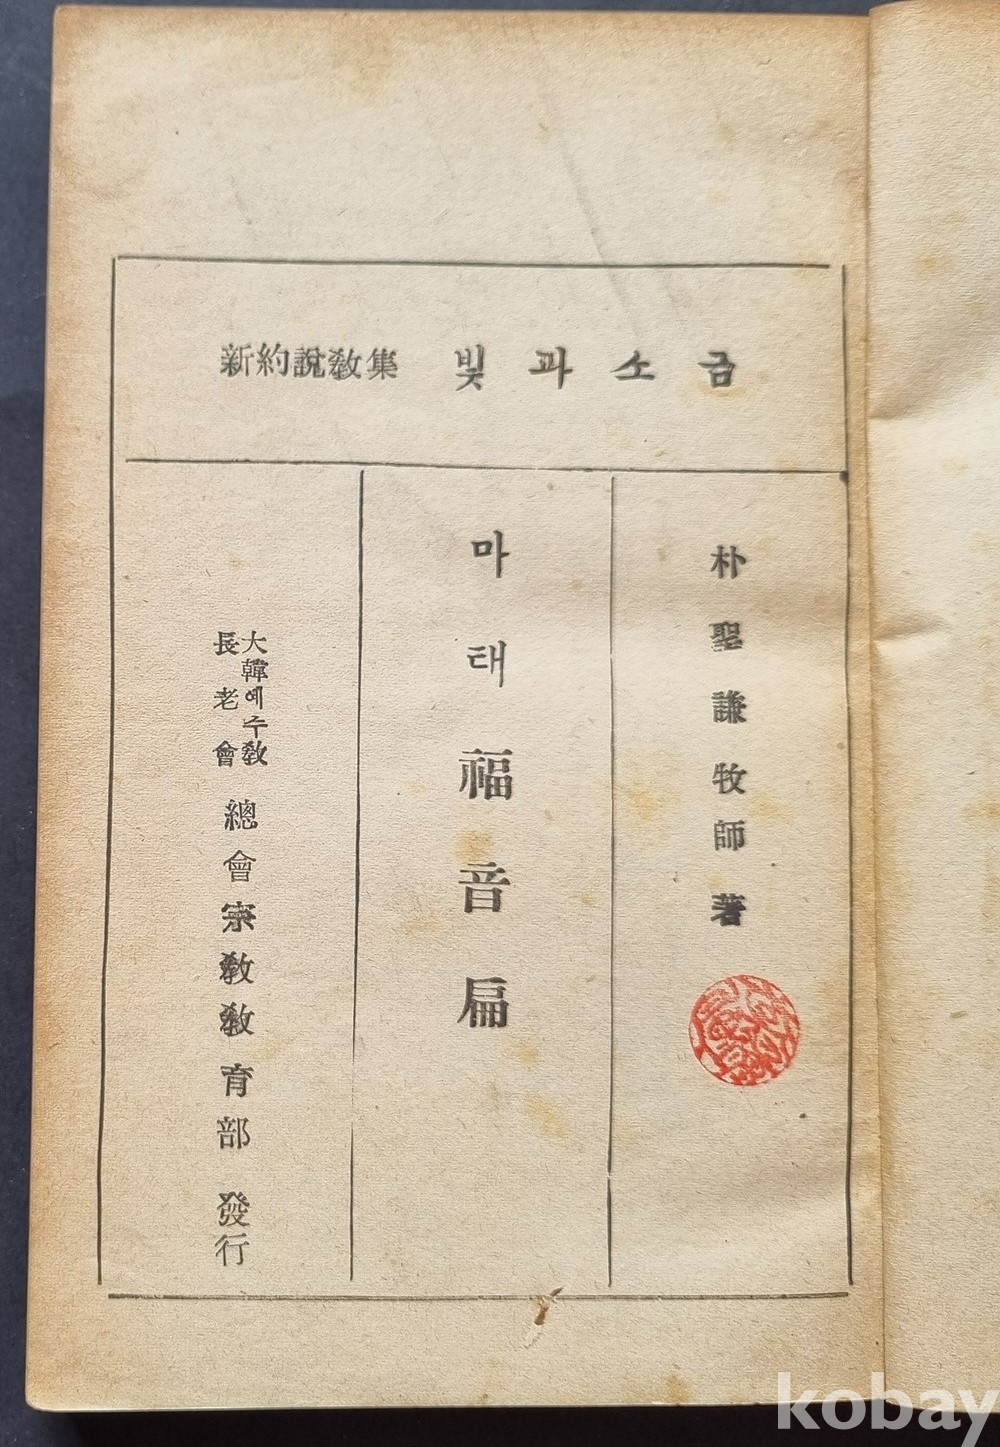 新約說敎集 빛과소금
朴聖謙牧師著
마태福音扁
大韓예수敎
長老會
總會宗敎敎育部 發行
kobay